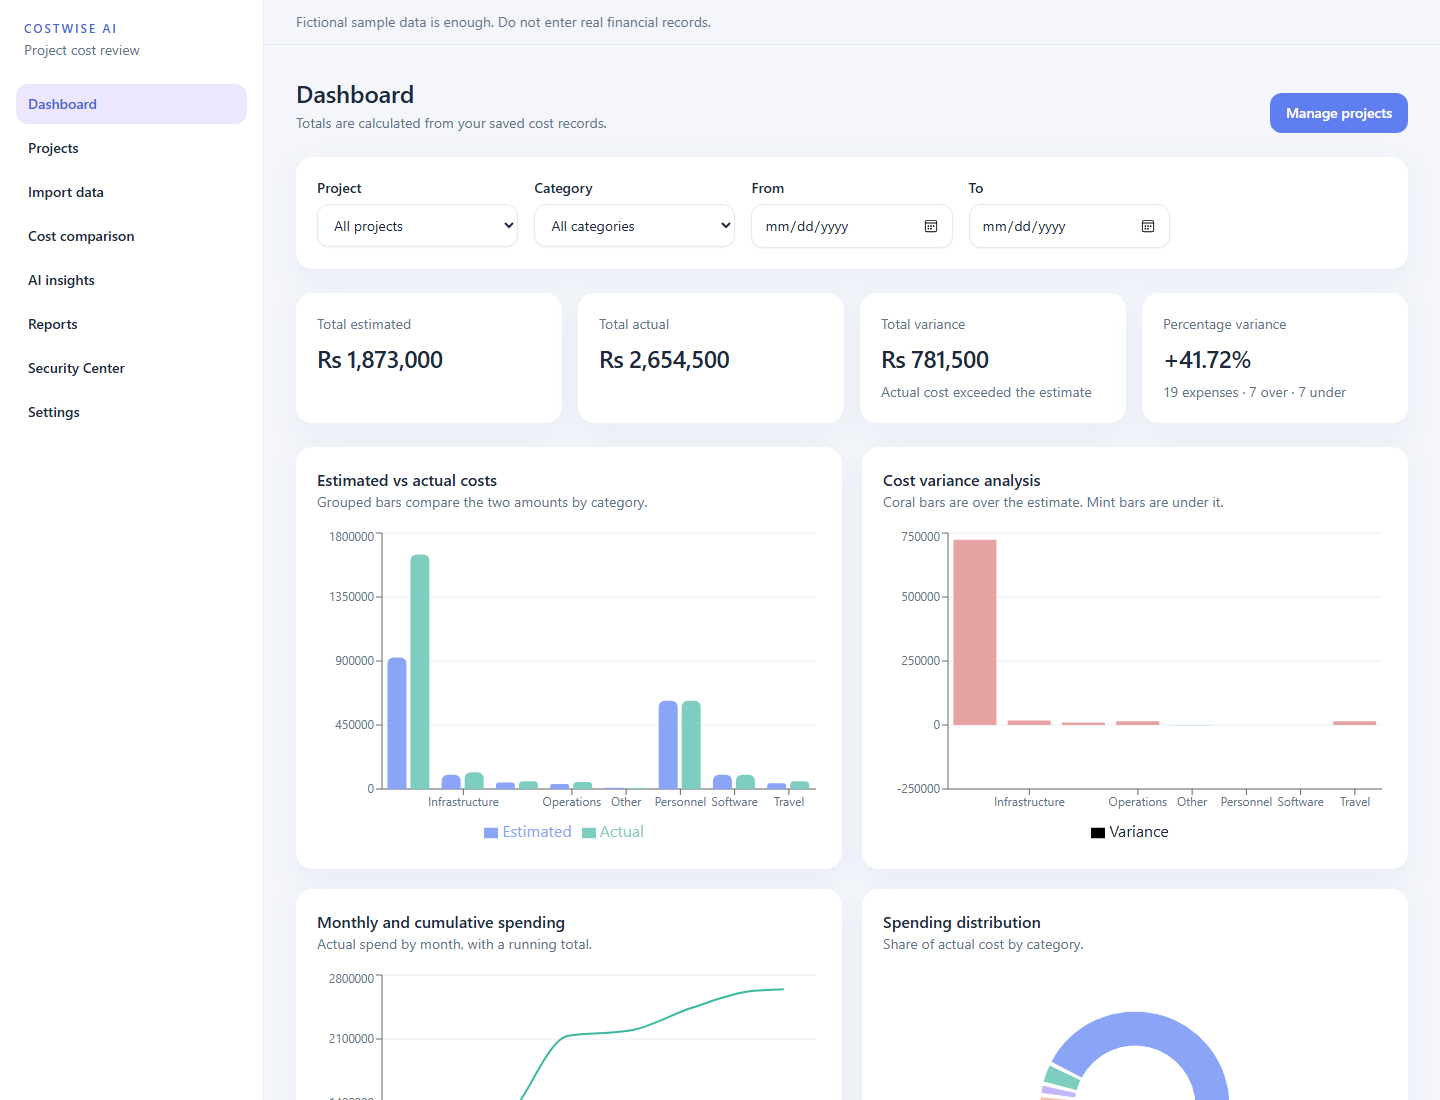 COSTWISE AI
Project cost review
Dashboard
Projects
Import data
Cost comparison
AI insights
Reports
Security Center
Settings
Fictional sample data is enough. Do not enter real financial records.
Dashboard
Totals are calculated from your saved cost records.
Manage projects
Project
All projects
Category
All categories
From
mm/dd/yyyy
To
mm/dd/yyyy
Total estimated
Rs 1,873,000
Total actual
Rs 2,654,500
Total variance
Rs 781,500
Actual cost exceeded the estimate
Percentage variance
+41.72%
19 expenses · 7 over · 7 under
Estimated vs actual costs
Grouped bars compare the two amounts by category.
1800000
1350000
900000
450000
0
Infrastructure Operations Other Personnel Software Travel
Estimated Actual
Cost variance analysis
Coral bars are over the estimate. Mint bars are under it.
750000
500000
250000
0
-250000
Infrastructure Operations Other Personnel Software Travel
Variance
Monthly and cumulative spending
Actual spend by month, with a running total.
2800000
2100000
Spending distribution
Share of actual cost by category.